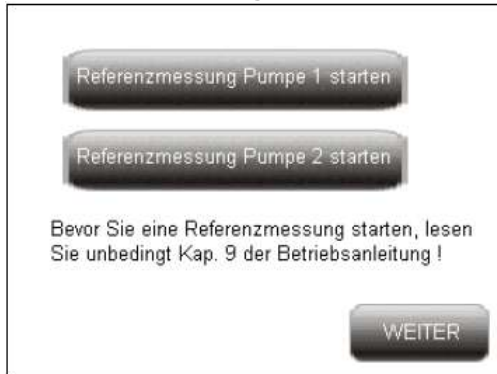 Referenzmessung Pumpe 1 starten
Referenzmessung Pumpe 2 starten
Bevor Sie eine Referenzmessung starten, lesen
Sie unbedingt Kap. 9 der Betriebsanleitung !
WEITER